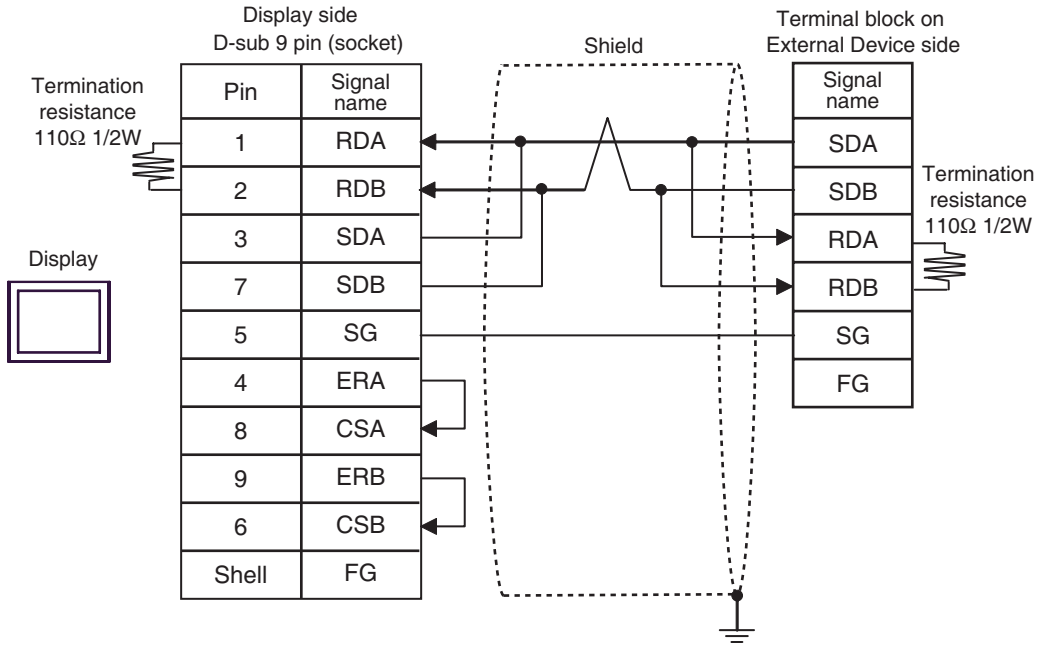 Display side
D-sub 9 pin (socket)
Shield
Terminal block on
External Device side
Termination
resistance
110Ω 1/2W
Display
Pin Signal name
1 RDA
2 RDB
3 SDA
7 SDB
5 SG
4 ERA
8 CSA
9 ERB
6 CSB
Shell FG
Signal
name
SDA
SDB
RDA
RDB
SG
FG
Termination
resistance
110Ω 1/2W